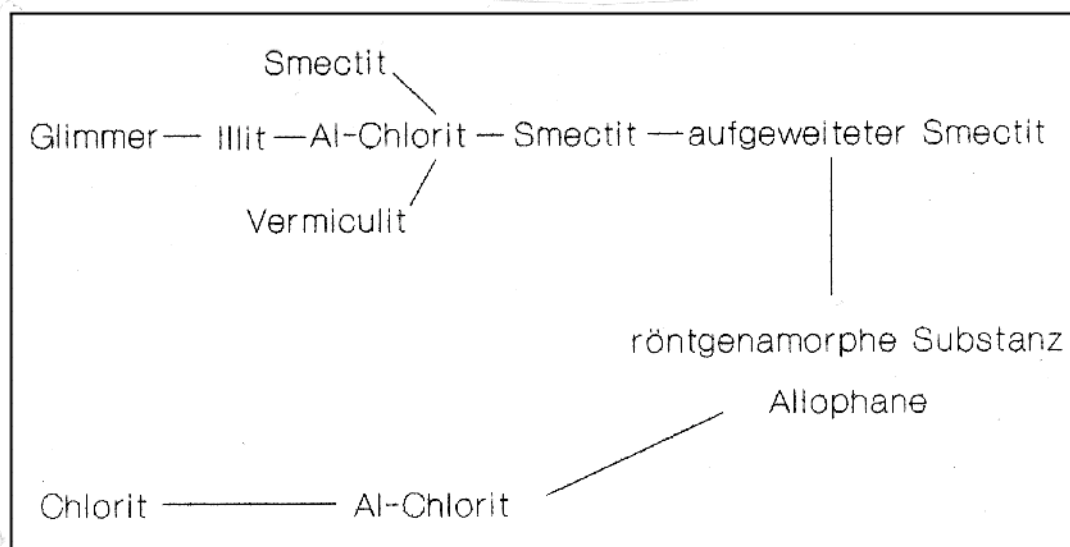 Smectit
Glimmer — Illit — Al-Chlorit — Smectit — aufgeweiteter Smectit
Vermiculit
röntgenamorphe Substanz
Allophane
Chlorit — Al-Chlorit